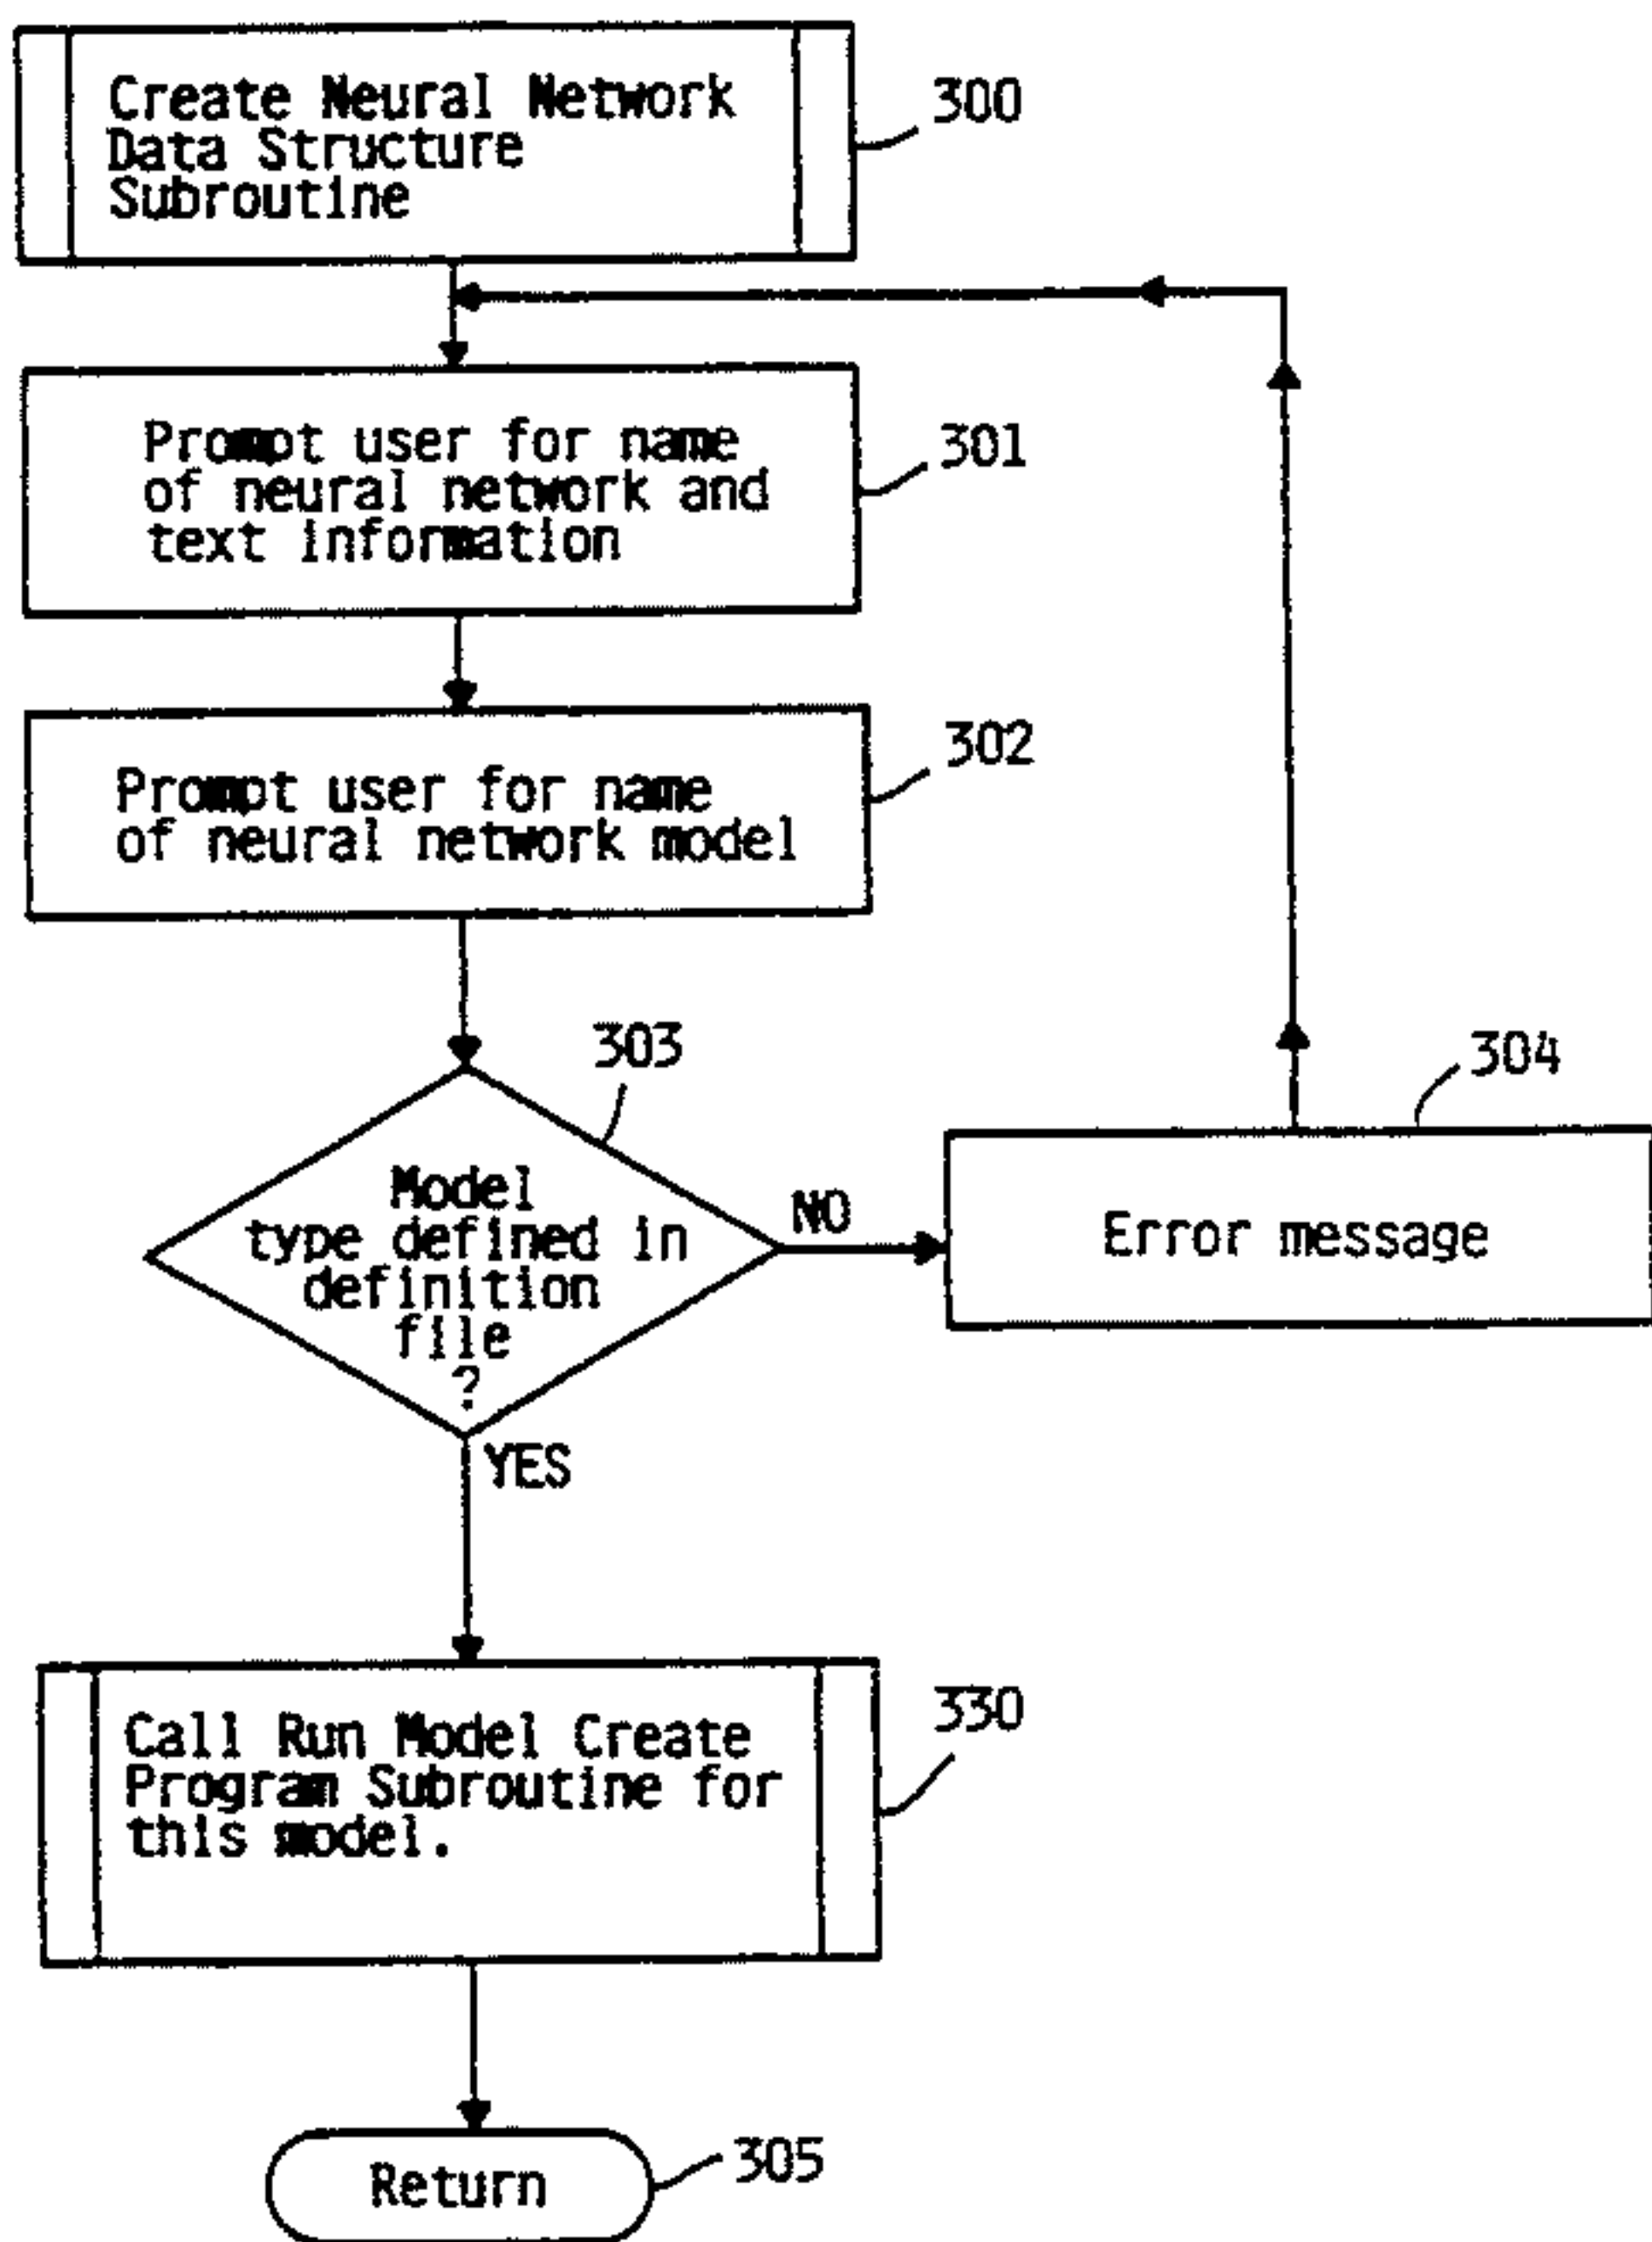 Create Neural Network
Data Structure
Subroutine
300
Prompt user for name
of neural network and
text information
301
Prompt user for name
of neural network model
302
303
Model
type defined in
definition
file
?
NO
304
Error message
YES
Call Run Model Create
Program Subroutine for
this model.
330
Return
305